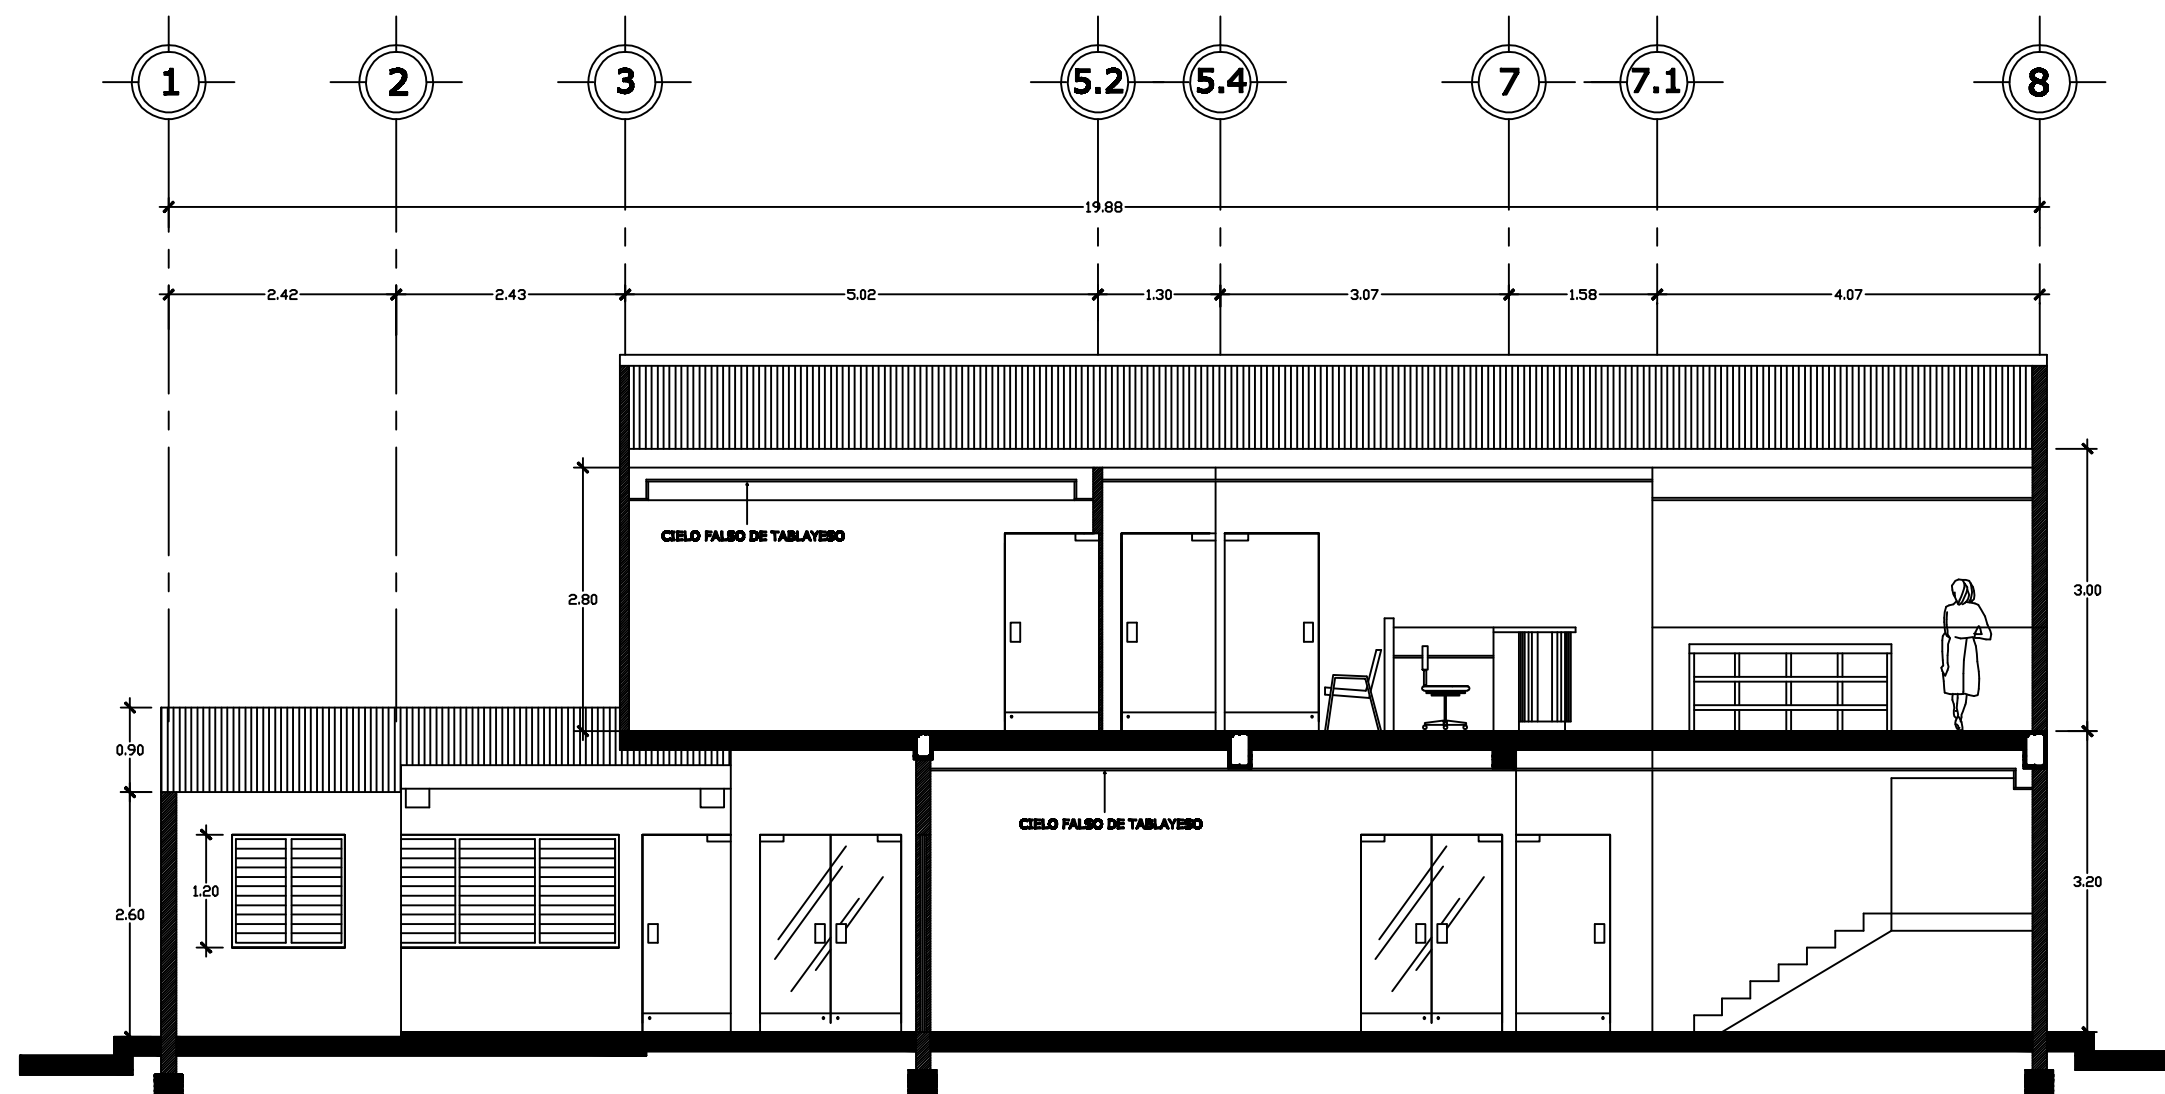 1 2 3 5.2 5.4 7 7.1 8
19.88
2.42 2.43 5.02 1.30 3.07 1.58 4.07
CIELO FALSO DE TABLAYESO
2.80
3.00
0.90
CIELO FALSO DE TABLAYESO
3.20
1.20
2.60